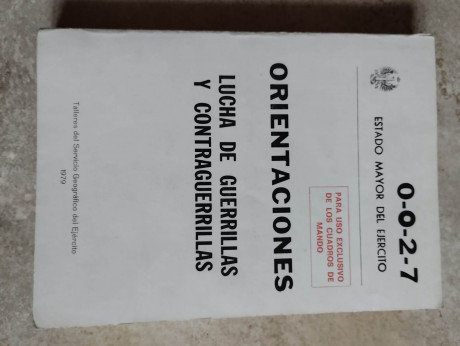 0-0-2-7
ESTADO MAYOR DEL EJERCITO
PARA USO EXCLUSIVO
DE LOS CUADROS DE
MANDO
ORIENTACIONES
LUCHA DE GUERRILLAS
Y CONTRAGUERRILLAS
Talleres del Servicio Geográfico del Ejército
1979